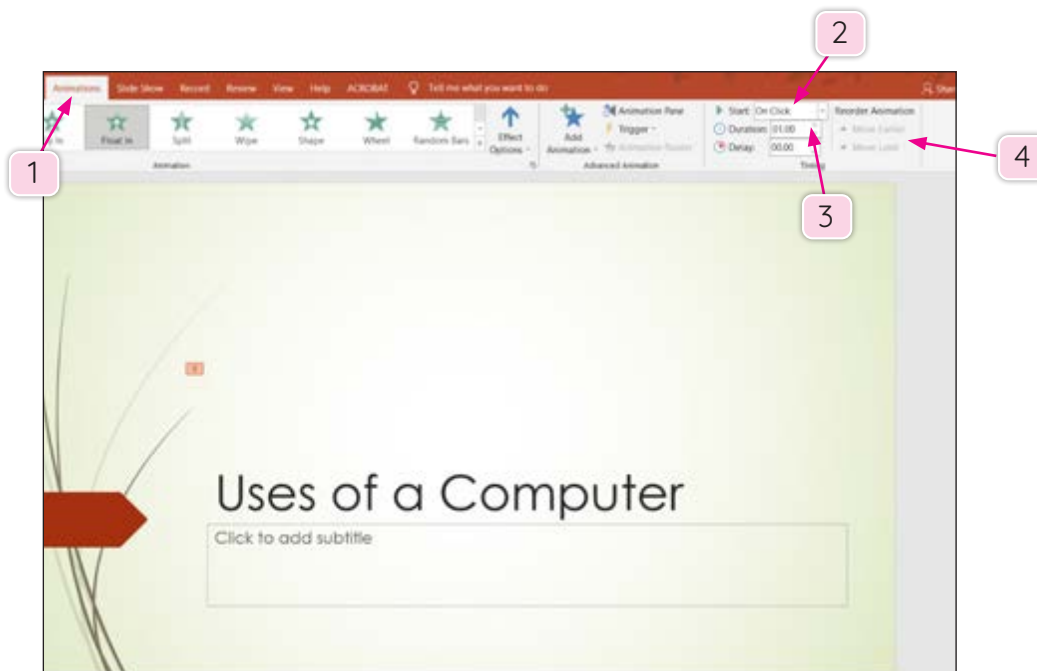 2
Animations Slide Show Record Review View Help ACROBAT Tell me what you want to do
Float In Split Wipe Shape Wheel Random Bars Effect Options Add Animation Animation Pane Trigger Animation Painter Start: On Click Duration: 01.00 Delay: 00.00 Reorder Animation Move Earlier Move Later
Animation Advanced Animation Timing
1
4
3
Uses of a Computer
Click to add subtitle